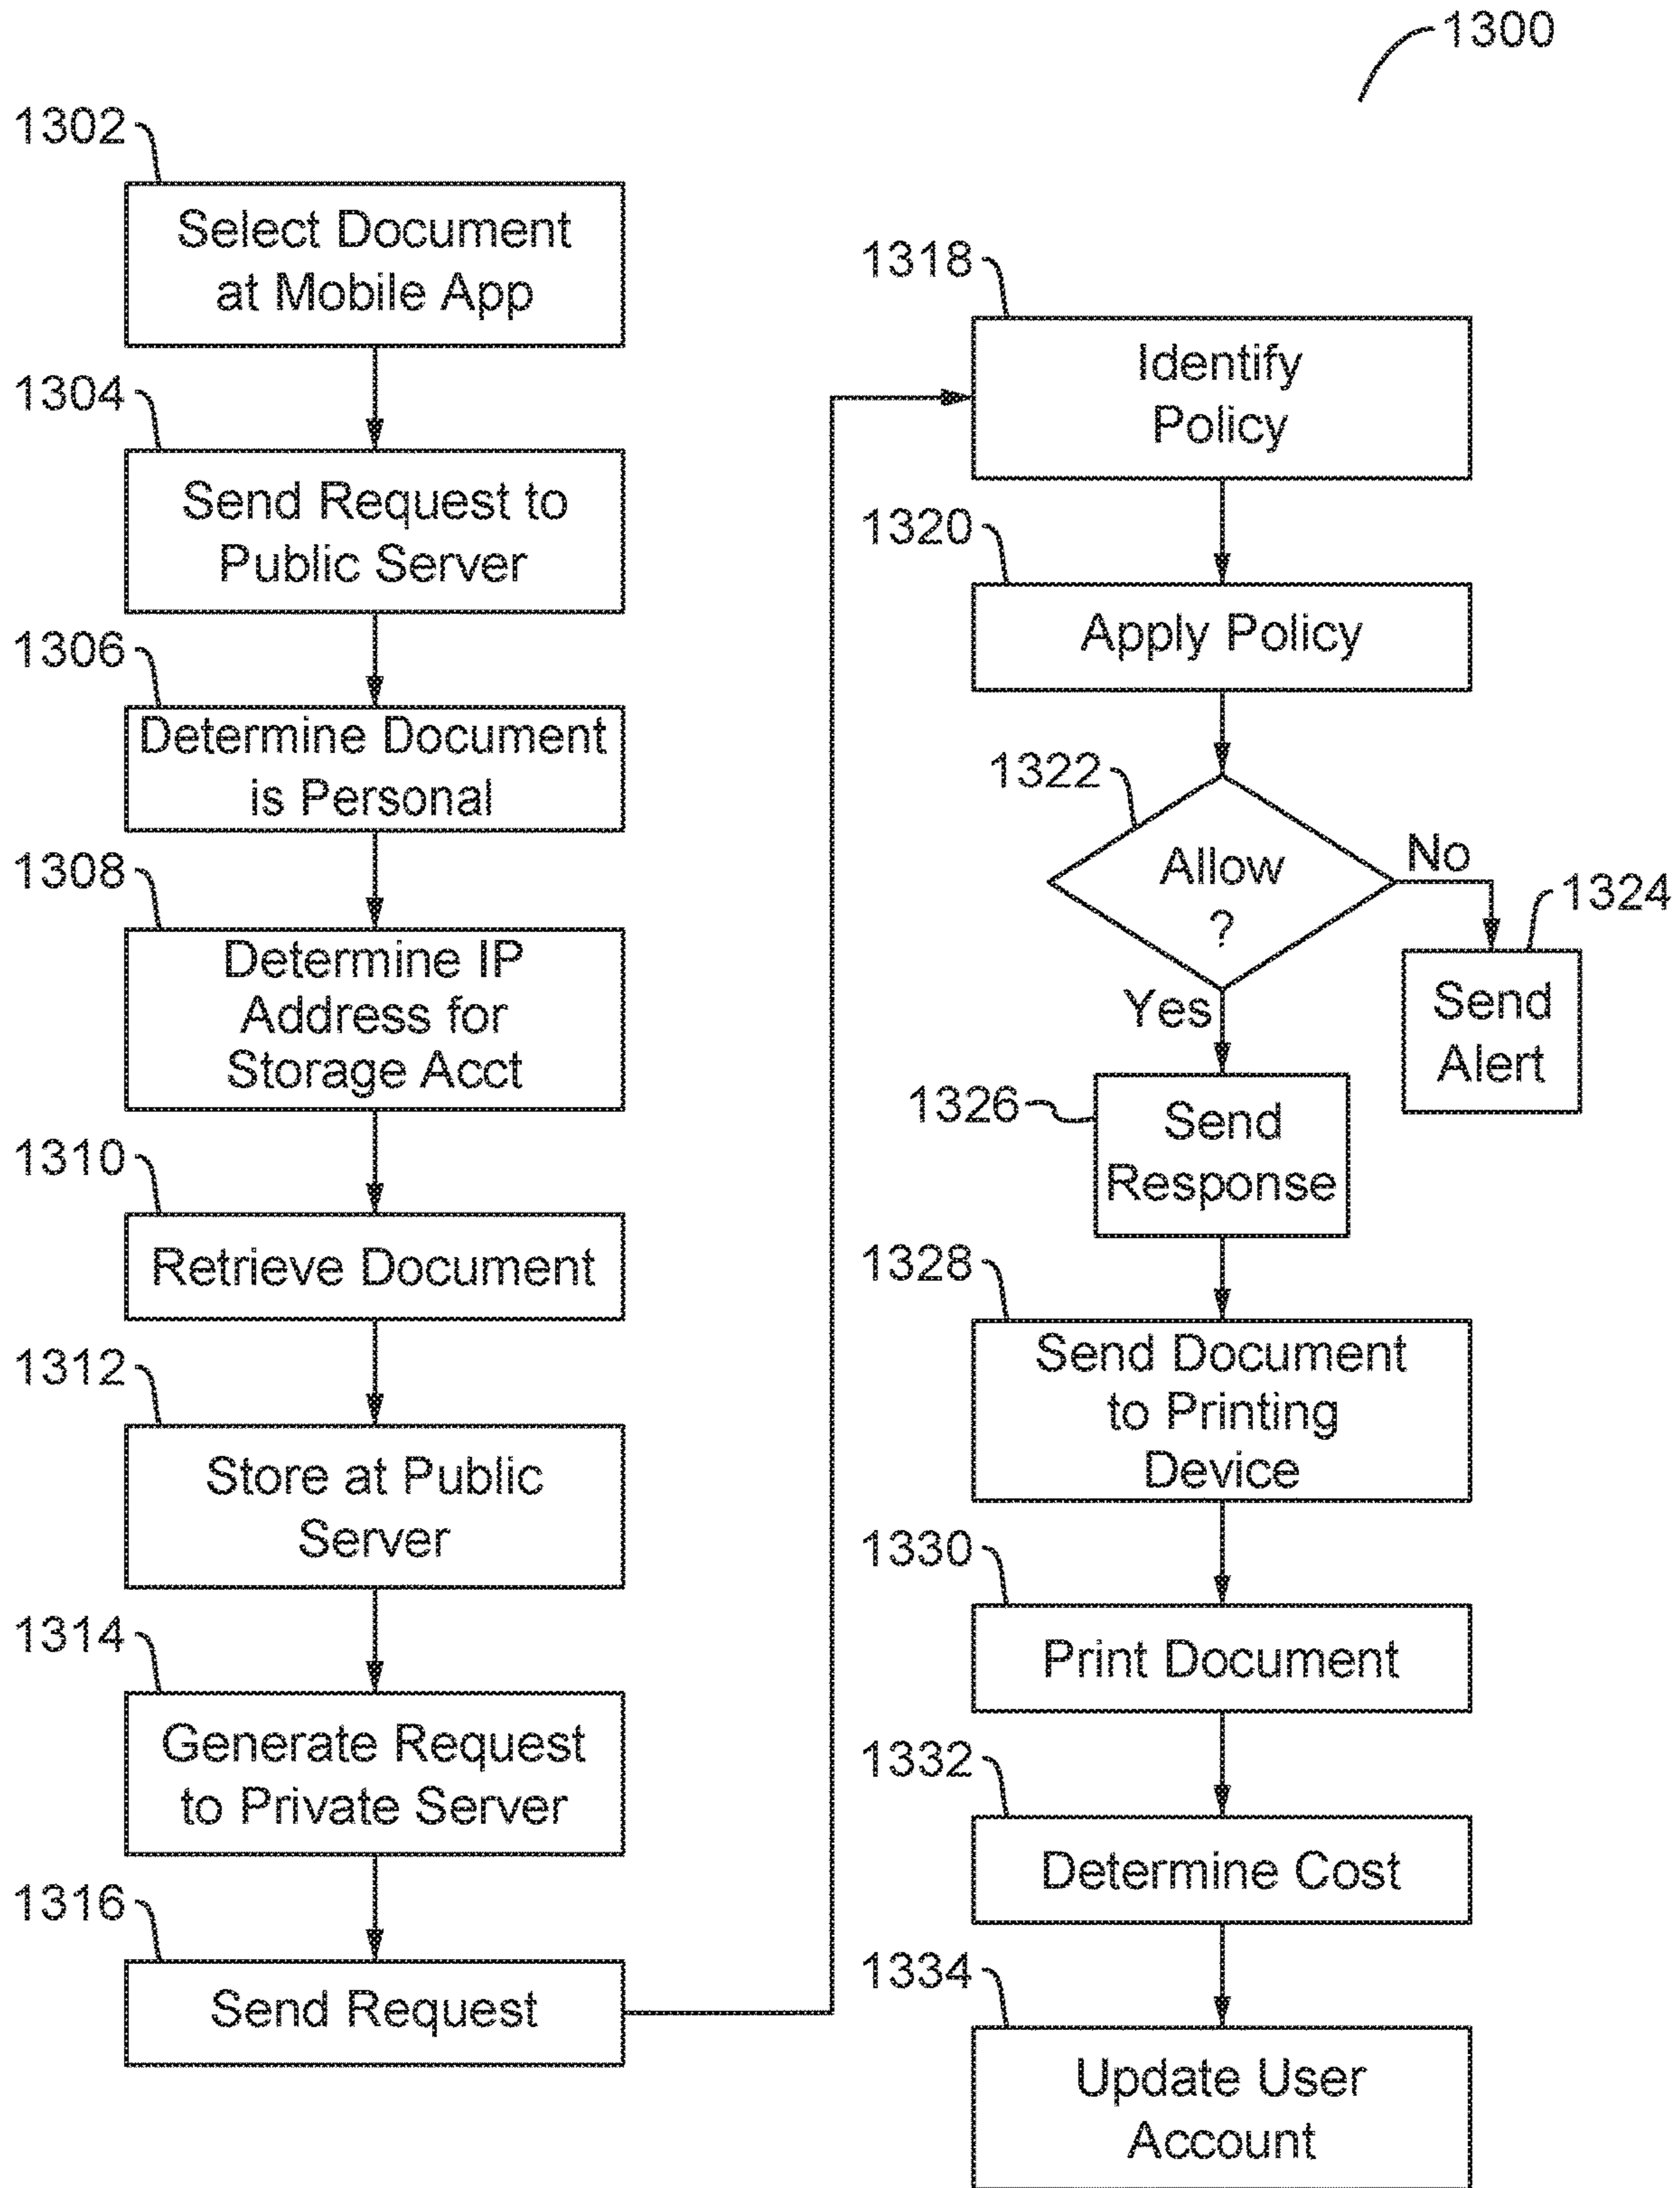 1300
1302
Select Document
at Mobile App
1304
Send Request to
Public Server
1306
Determine Document
is Personal
1308
Determine IP
Address for
Storage Acct
1310
Retrieve Document
1312
Store at Public
Server
1314
Generate Request
to Private Server
1316
Send Request
1318
Identify
Policy
1320
Apply Policy
1322
Allow
?
No
1324
Send
Alert
Yes
1326
Send
Response
1328
Send Document
to Printing
Device
1330
Print Document
1332
Determine Cost
1334
Update User
Account